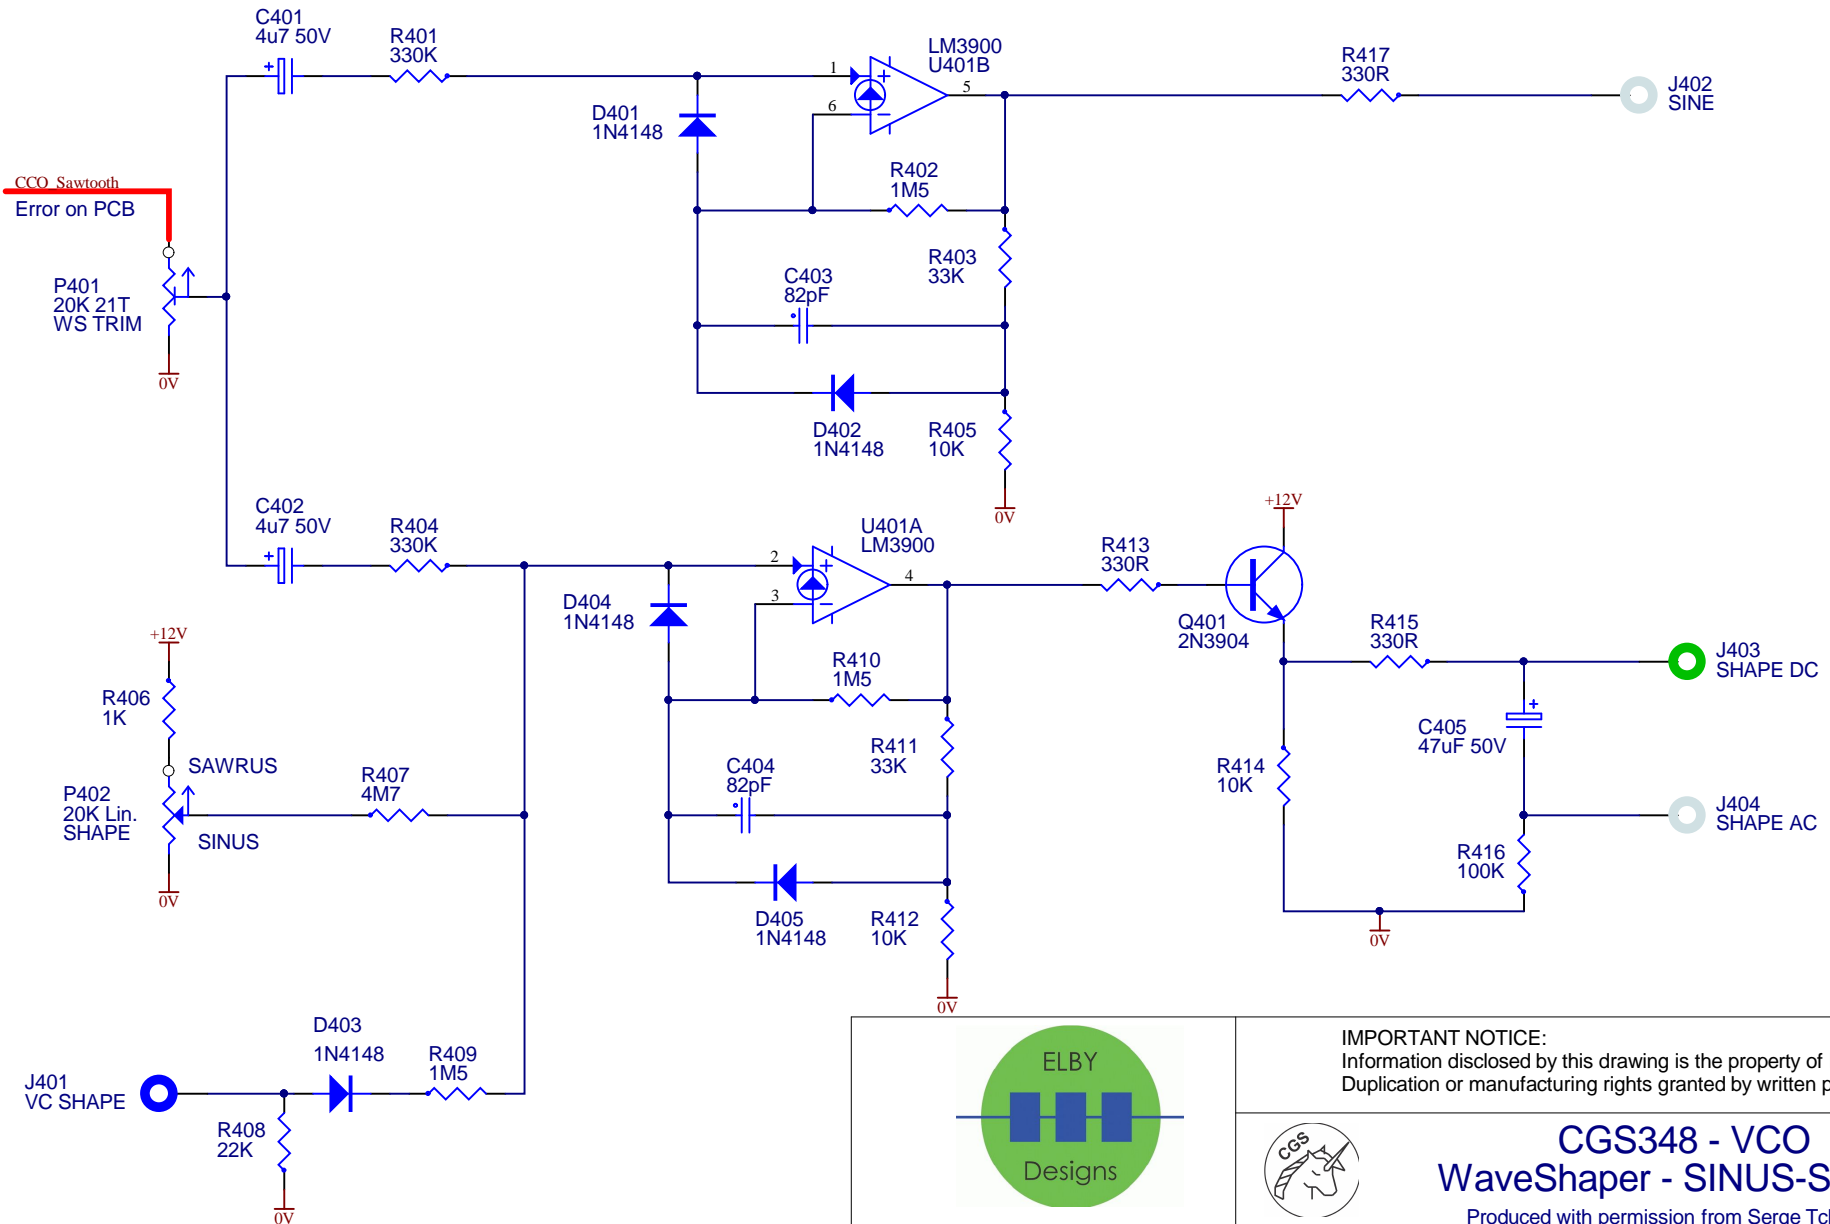 C401
4u7 50V
R401
330K
LM3900
U401B
1
6
5
R417
330R
J402
SINE
D401
1N4148
R402
1M5
CCO_Sawtooth
Error on PCB
P401
20K 21T
WS TRIM
0V
R403
33K
C403
82pF
D402
1N4148
R405
10K
0V
C402
4u7 50V
R404
330K
U401A
LM3900
2
3
4
R413
330R
+12V
Q401
2N3904
R415
330R
J403
SHAPE DC
D404
1N4148
+12V
R406
1K
SAWRUS
P402
20K Lin.
SHAPE
SINUS
0V
R407
4M7
R410
1M5
R411
33K
C404
82pF
D405
1N4148
R412
10K
0V
R414
10K
C405
47uF 50V
J404
SHAPE AC
R416
100K
0V
D403
1N4148
R409
1M5
J401
VC SHAPE
R408
22K
0V
ELBY
Designs
IMPORTANT NOTICE:
Information disclosed by this drawing is the property of
Duplication or manufacturing rights granted by written p
CGS
CGS348 - VCO
WaveShaper - SINUS-S
Produced with permission from Serge Tc